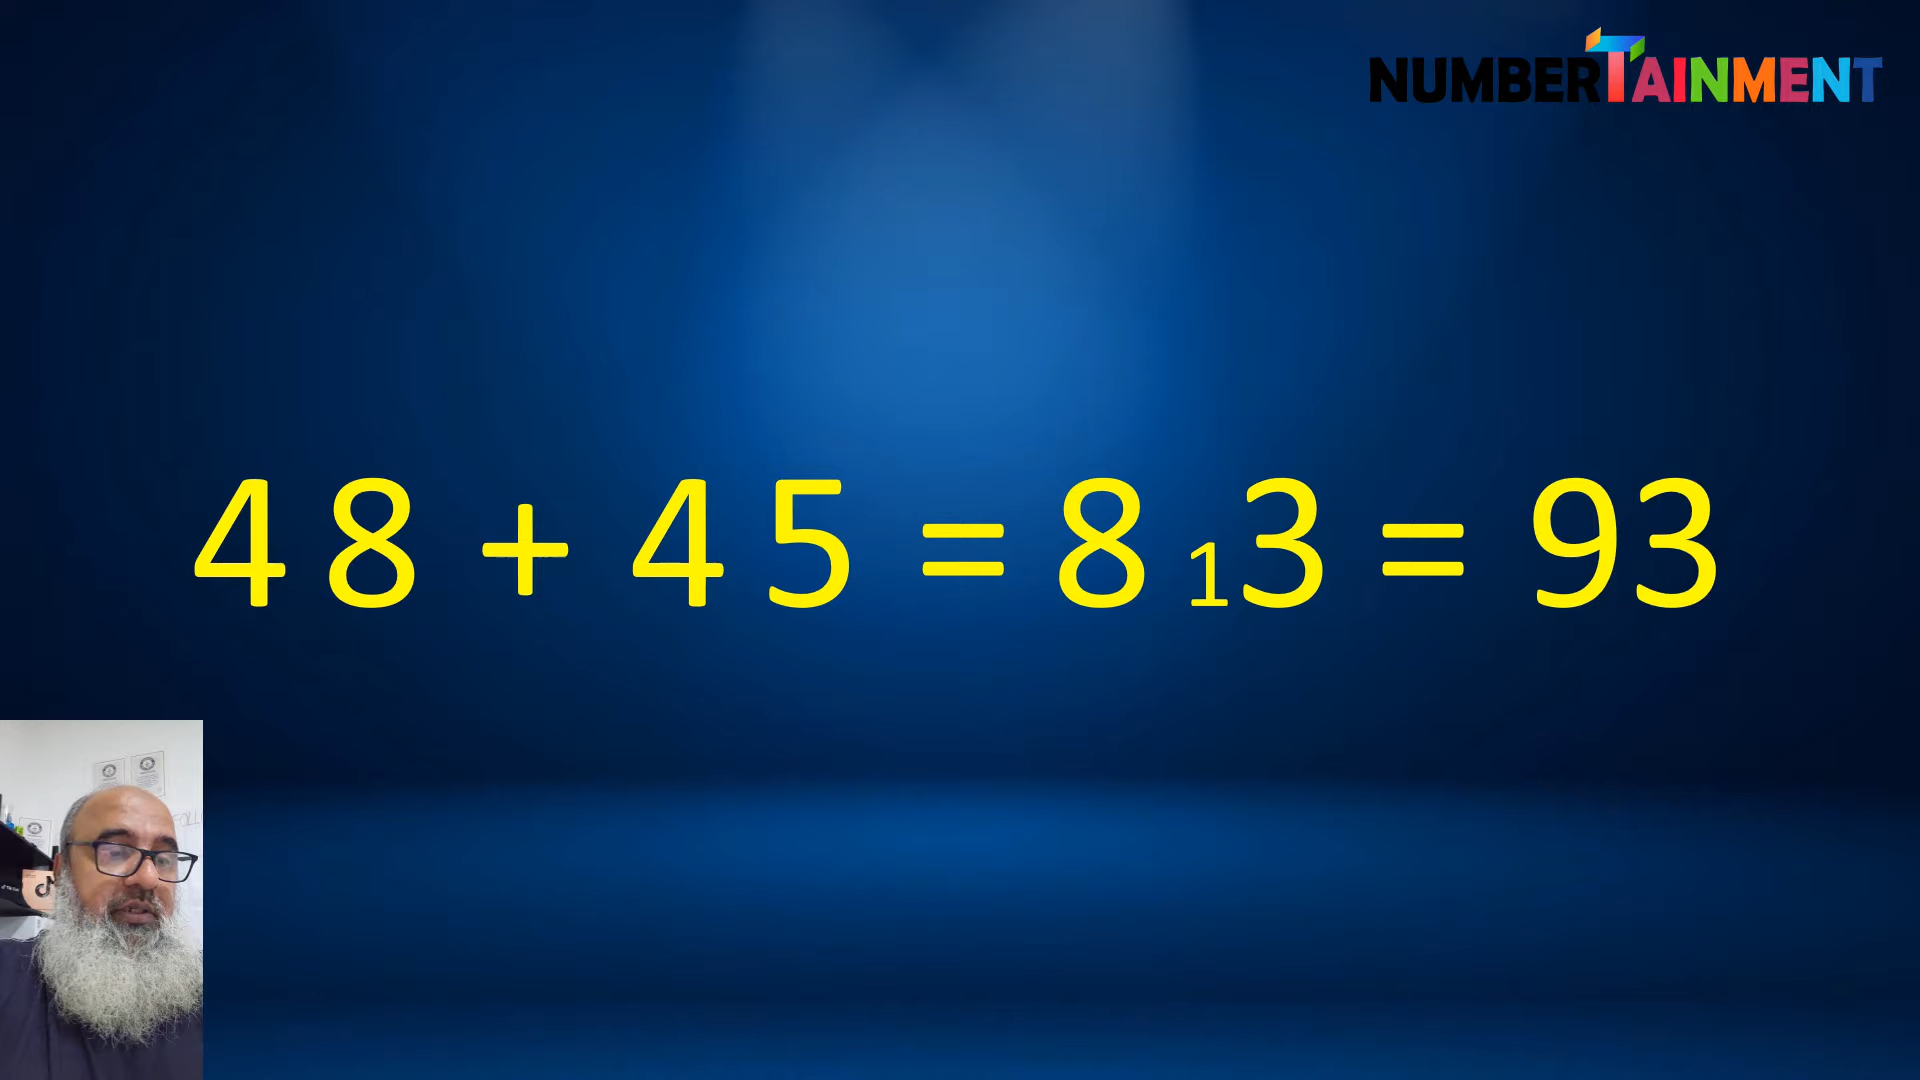 NUMBERTAINMENT
4 8 + 4 5 = 8 ₁3 = 93